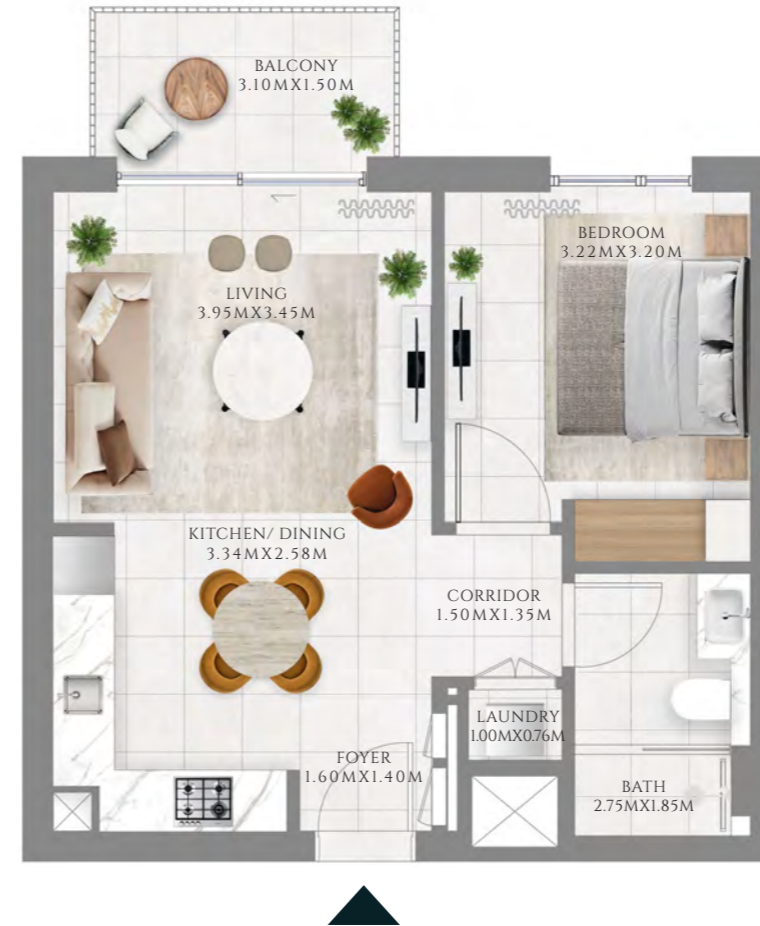 BALCONY
3.10MX1.50M
BEDROOM
3.22MX3.20M
LIVING
3.95MX3.45M
KITCHEN/ DINING
3.34MX2.58M
CORRIDOR
1.50MX1.35M
LAUNDRY
1.00MX0.76M
FOYER
1.60MX1.40M
BATH
2.75MX1.85M